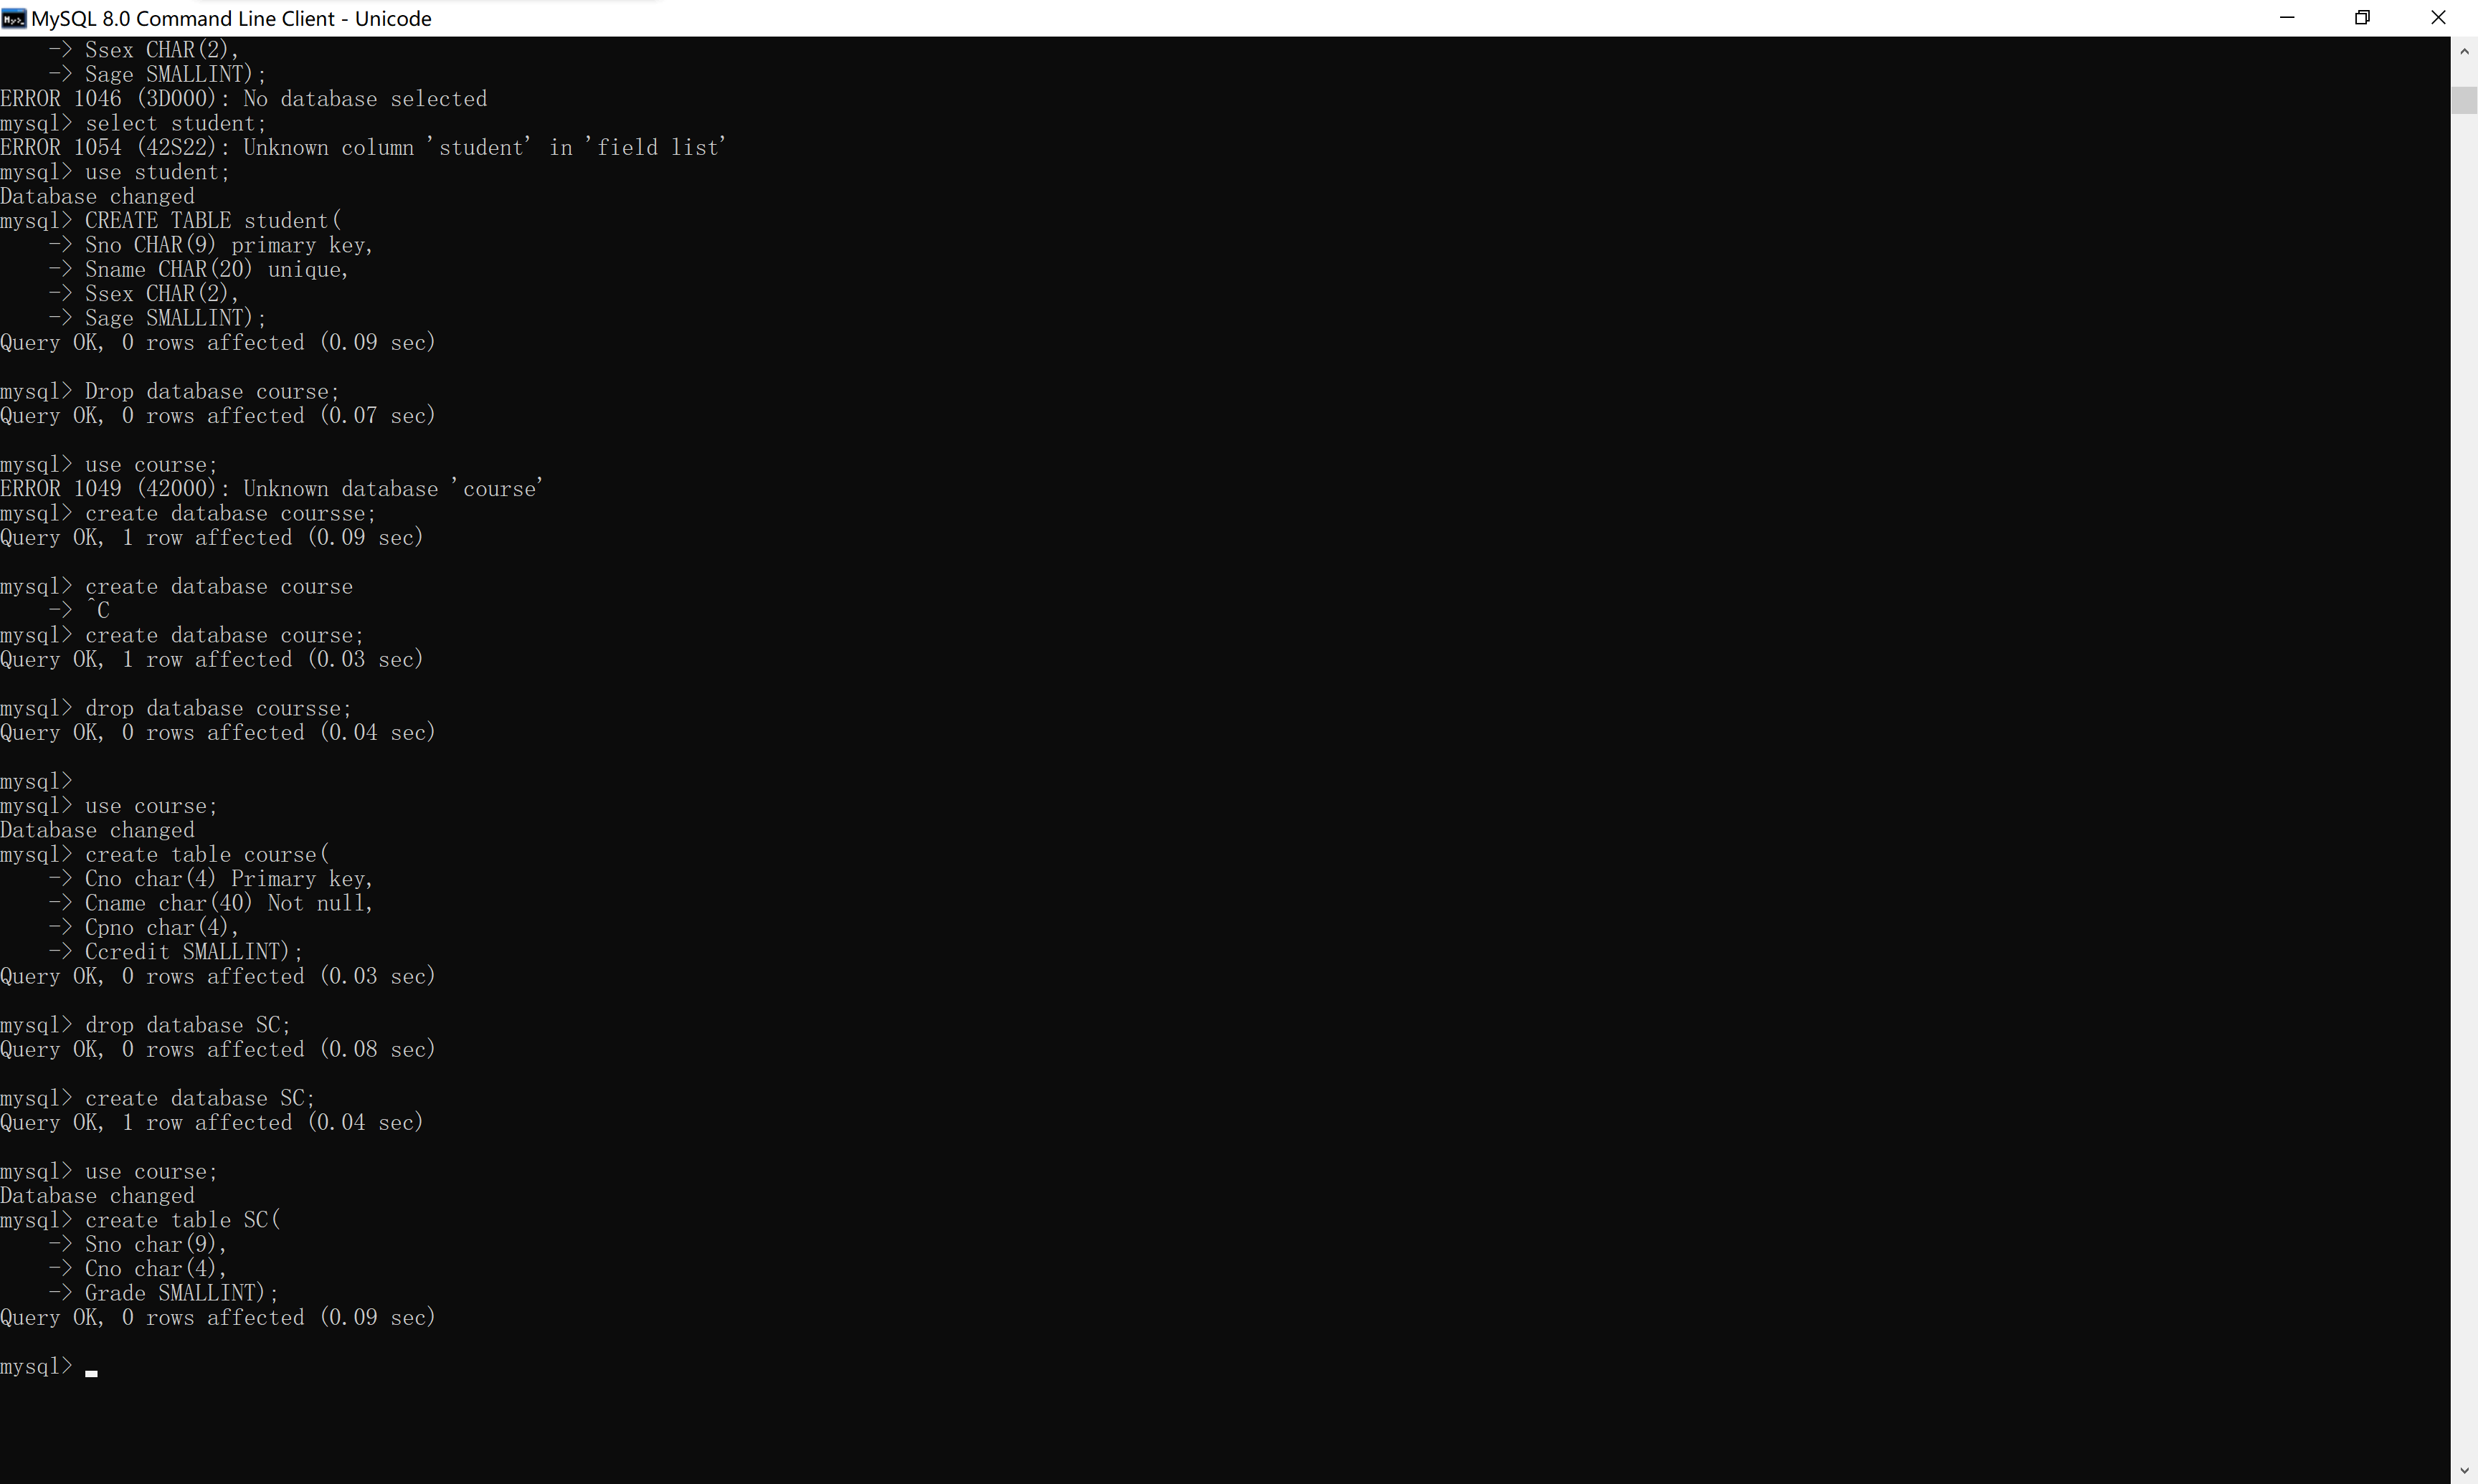 MySQL 8.0 Command Line Client - Unicode
    -> Ssex CHAR(2),
    -> Sage SMALLINT);
ERROR 1046 (3D000): No database selected
mysql> select student;
ERROR 1054 (42S22): Unknown column 'student' in 'field list'
mysql> use student;
Database changed
mysql> CREATE TABLE student(
    -> Sno CHAR(9) primary key,
    -> Sname CHAR(20) unique,
    -> Ssex CHAR(2),
    -> Sage SMALLINT);
Query OK, 0 rows affected (0.09 sec)

mysql> Drop database course;
Query OK, 0 rows affected (0.07 sec)

mysql> use course;
ERROR 1049 (42000): Unknown database 'course'
mysql> create database coursse;
Query OK, 1 row affected (0.09 sec)

mysql> create database course
    -> ^C
mysql> create database course;
Query OK, 1 row affected (0.03 sec)

mysql> drop database coursse;
Query OK, 0 rows affected (0.04 sec)

mysql>
mysql> use course;
Database changed
mysql> create table course(
    -> Cno char(4) Primary key,
    -> Cname char(40) Not null,
    -> Cpno char(4),
    -> Ccredit SMALLINT);
Query OK, 0 rows affected (0.03 sec)

mysql> drop database SC;
Query OK, 0 rows affected (0.08 sec)

mysql> create database SC;
Query OK, 1 row affected (0.04 sec)

mysql> use course;
Database changed
mysql> create table SC(
    -> Sno char(9),
    -> Cno char(4),
    -> Grade SMALLINT);
Query OK, 0 rows affected (0.09 sec)

mysql>